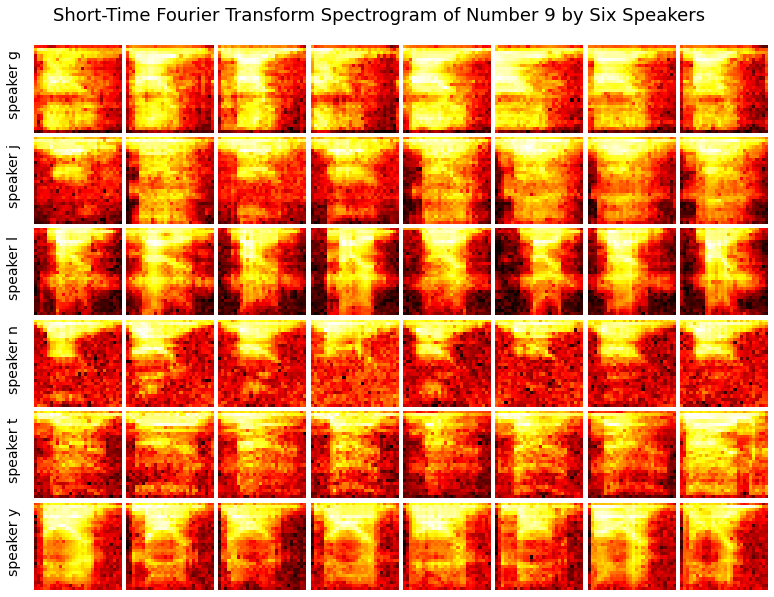 Short-Time Fourier Transform Spectrogram of Number 9 by Six Speakers
speaker g
speaker j
speaker l
speaker n
speaker t
speaker y